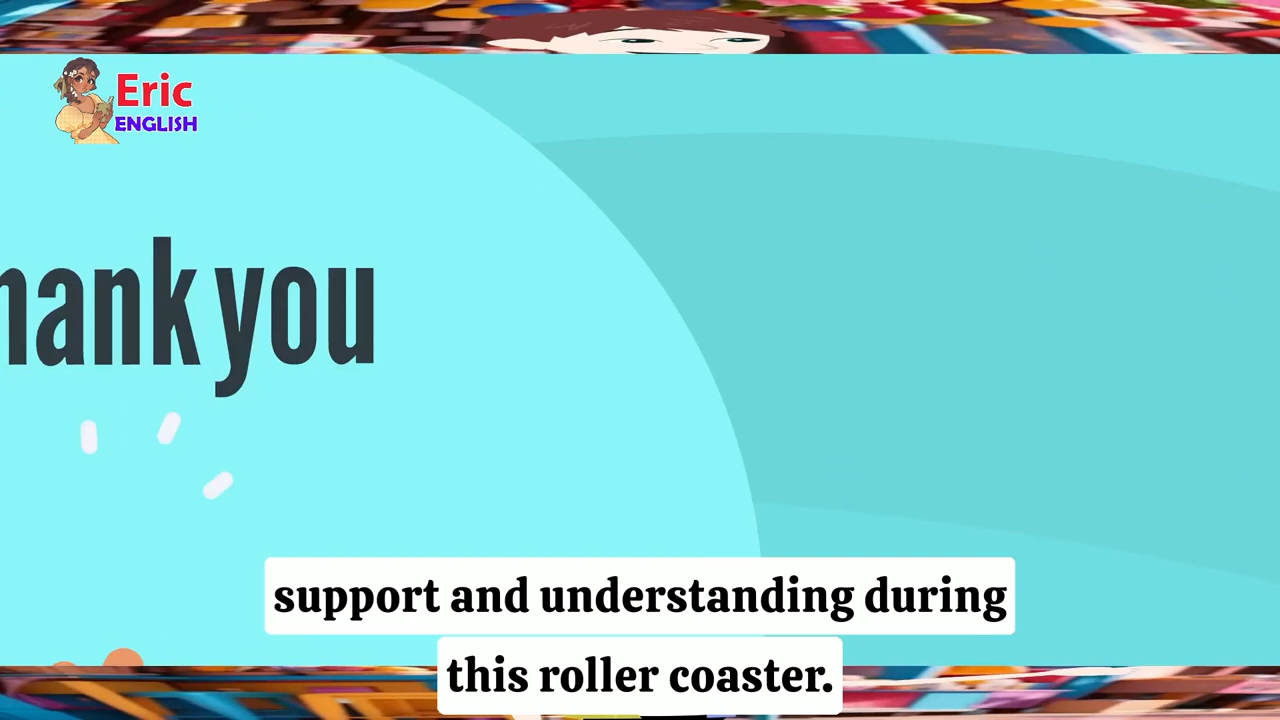 Eric
ENGLISH
hank you
support and understanding during
this roller coaster.